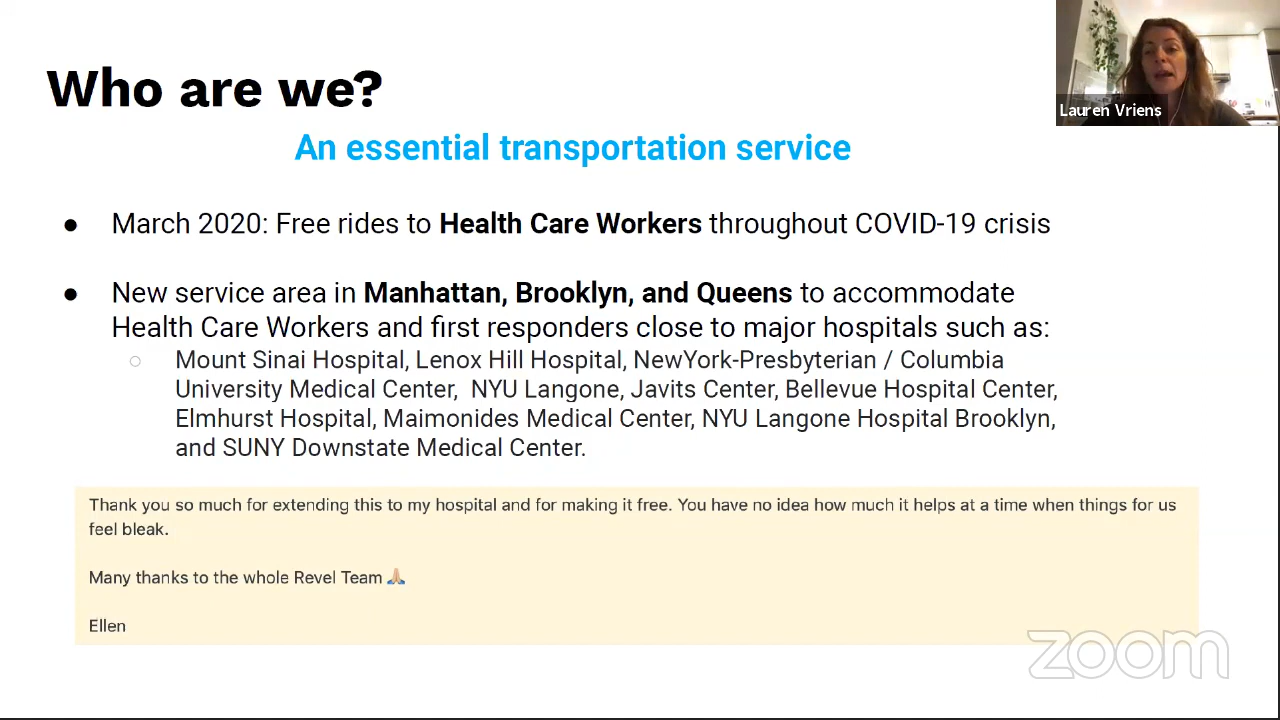 Who are we?
Lauren Vriens
An essential transportation service
● March 2020: Free rides to Health Care Workers throughout COVID-19 crisis
● New service area in Manhattan, Brooklyn, and Queens to accommodate
Health Care Workers and first responders close to major hospitals such as:
○ Mount Sinai Hospital, Lenox Hill Hospital, NewYork-Presbyterian / Columbia
University Medical Center, NYU Langone, Javits Center, Bellevue Hospital Center,
Elmhurst Hospital, Maimonides Medical Center, NYU Langone Hospital Brooklyn,
and SUNY Downstate Medical Center.
Thank you so much for extending this to my hospital and for making it free. You have no idea how much it helps at a time when things for us
feel bleak.
Many thanks to the whole Revel Team 🙏🏼
Ellen
zoom